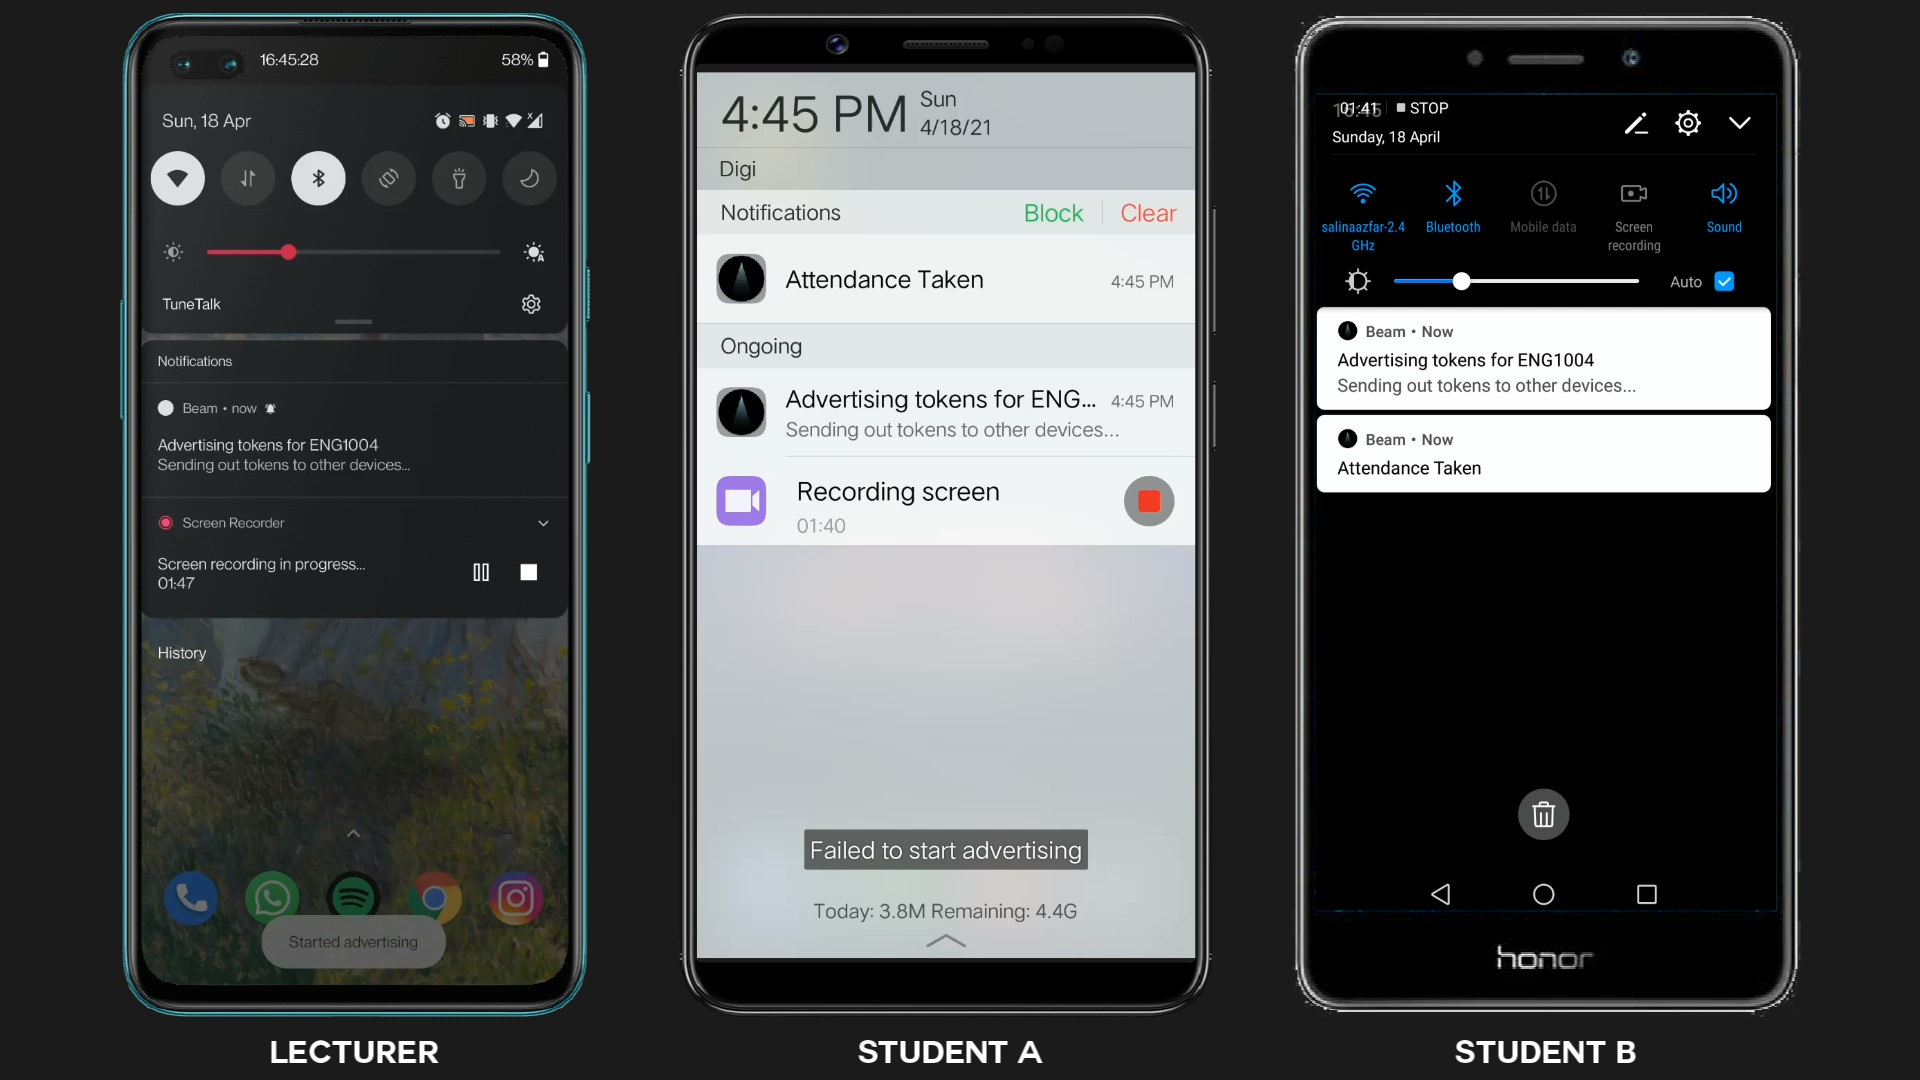 16:45:28
58%
Sun, 18 Apr
TuneTalk
Notifications
Beam • now
Advertising tokens for ENG1004
Sending out tokens to other devices...
Screen Recorder
Screen recording in progress...
01:47
History
Started advertising
LECTURER
4:45 PM
Sun
4/18/21
Digi
Notifications
Block
Clear
Attendance Taken
4:45 PM
Ongoing
Advertising tokens for ENG...
4:45 PM
Sending out tokens to other devices...
Recording screen
01:40
Failed to start advertising
Today: 3.8M Remaining: 4.4G
STUDENT A
01:41
STOP
16:45
Sunday, 18 April
salinaazfar-2.4
GHz
Bluetooth
Mobile data
Screen
recording
Sound
Auto
Beam • Now
Advertising tokens for ENG1004
Sending out tokens to other devices...
Beam • Now
Attendance Taken
honor
STUDENT B